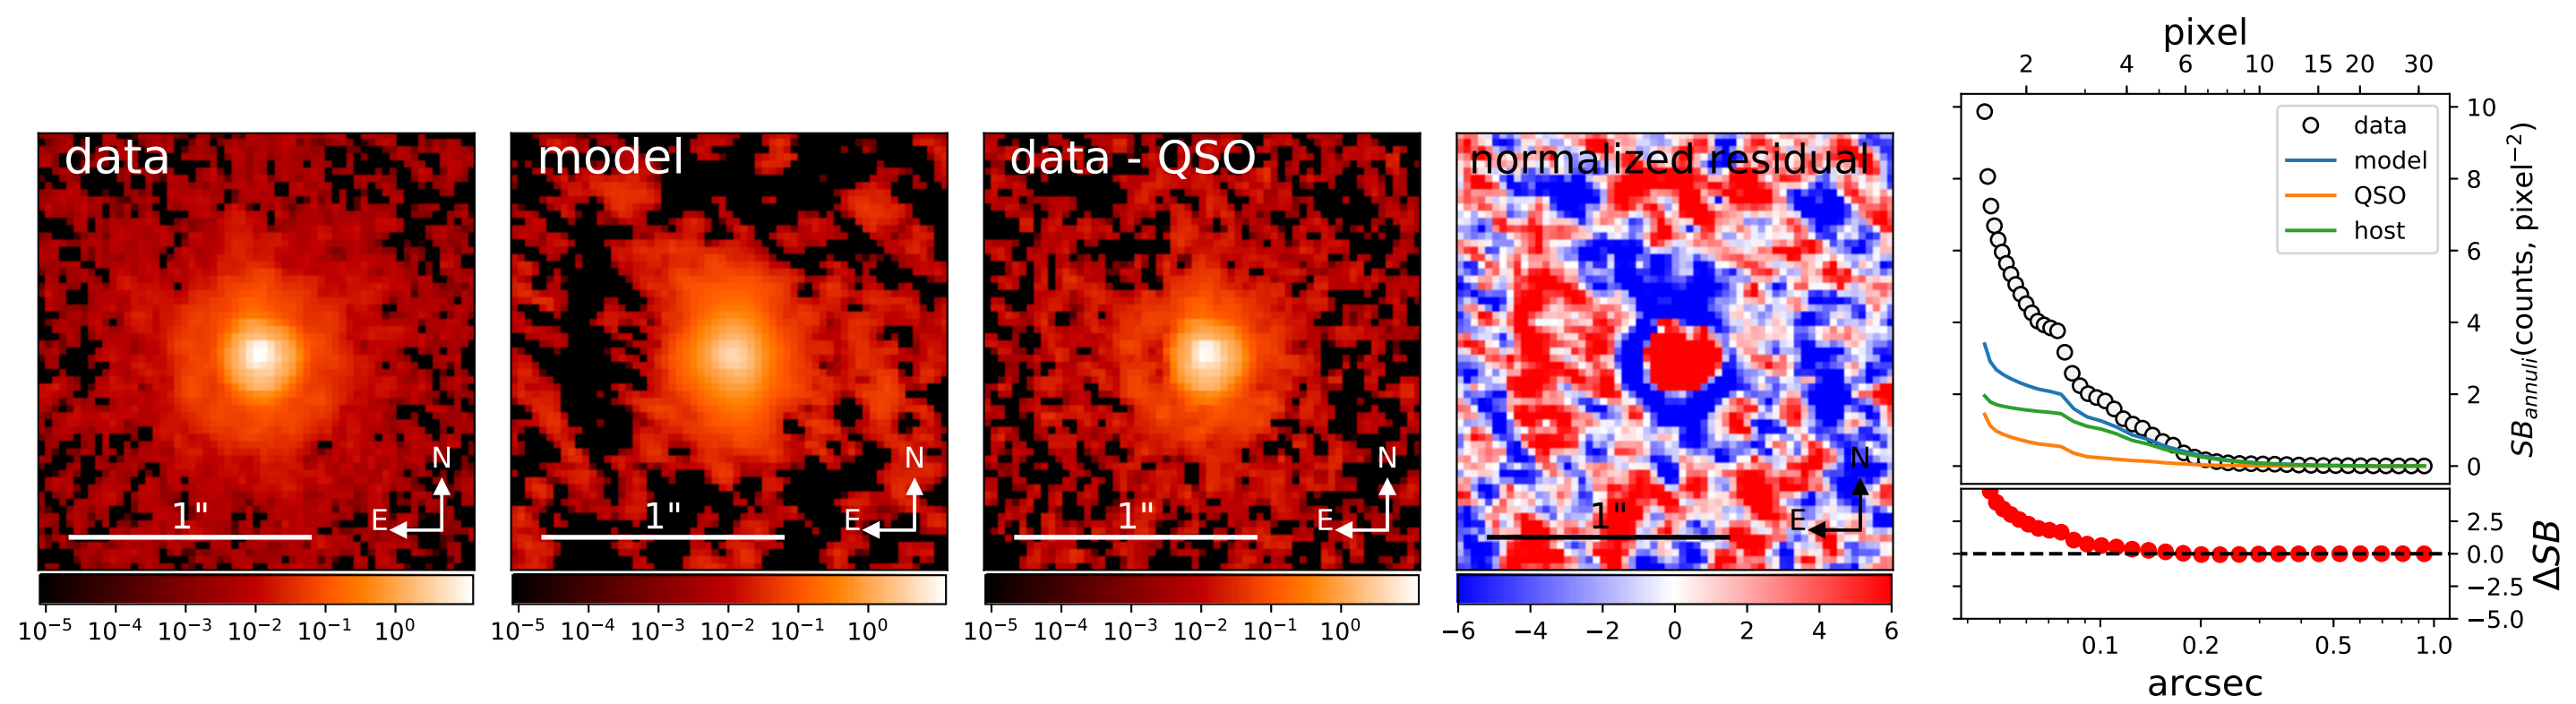 data
N
E
1"
10⁻⁵ 10⁻⁴ 10⁻³ 10⁻² 10⁻¹ 10⁰
model
N
E
1"
10⁻⁵ 10⁻⁴ 10⁻³ 10⁻² 10⁻¹ 10⁰
data - QSO
N
E
1"
10⁻⁵ 10⁻⁴ 10⁻³ 10⁻² 10⁻¹ 10⁰
normalized residual
N
E
1"
−6 −4 −2 0 2 4 6
pixel
2 4 6 10 15 20 30
data
model
QSO
host
10
8
6
4
2
0
SB_annuli(counts, pixel⁻²)
2.5
0.0
−2.5
−5.0
ΔSB
0.1 0.2 0.5 1.0
arcsec